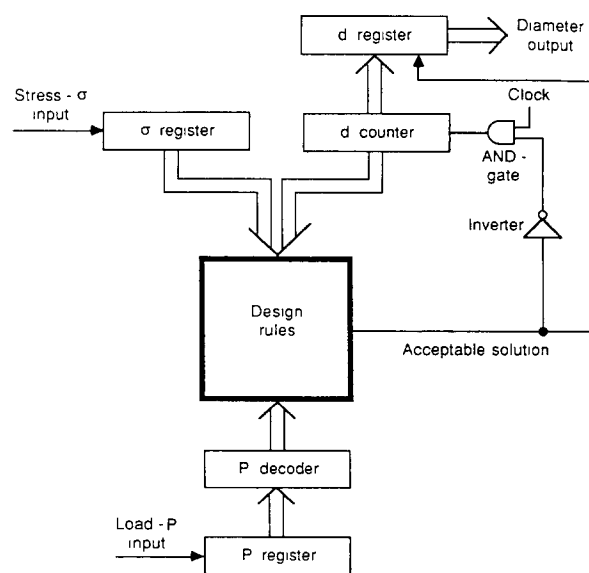 d register
Diameter
output
Stress - σ
input
σ register
d counter
Clock
AND -
gate
Inverter
Design
rules
Acceptable solution
P decoder
Load - P
input
P register